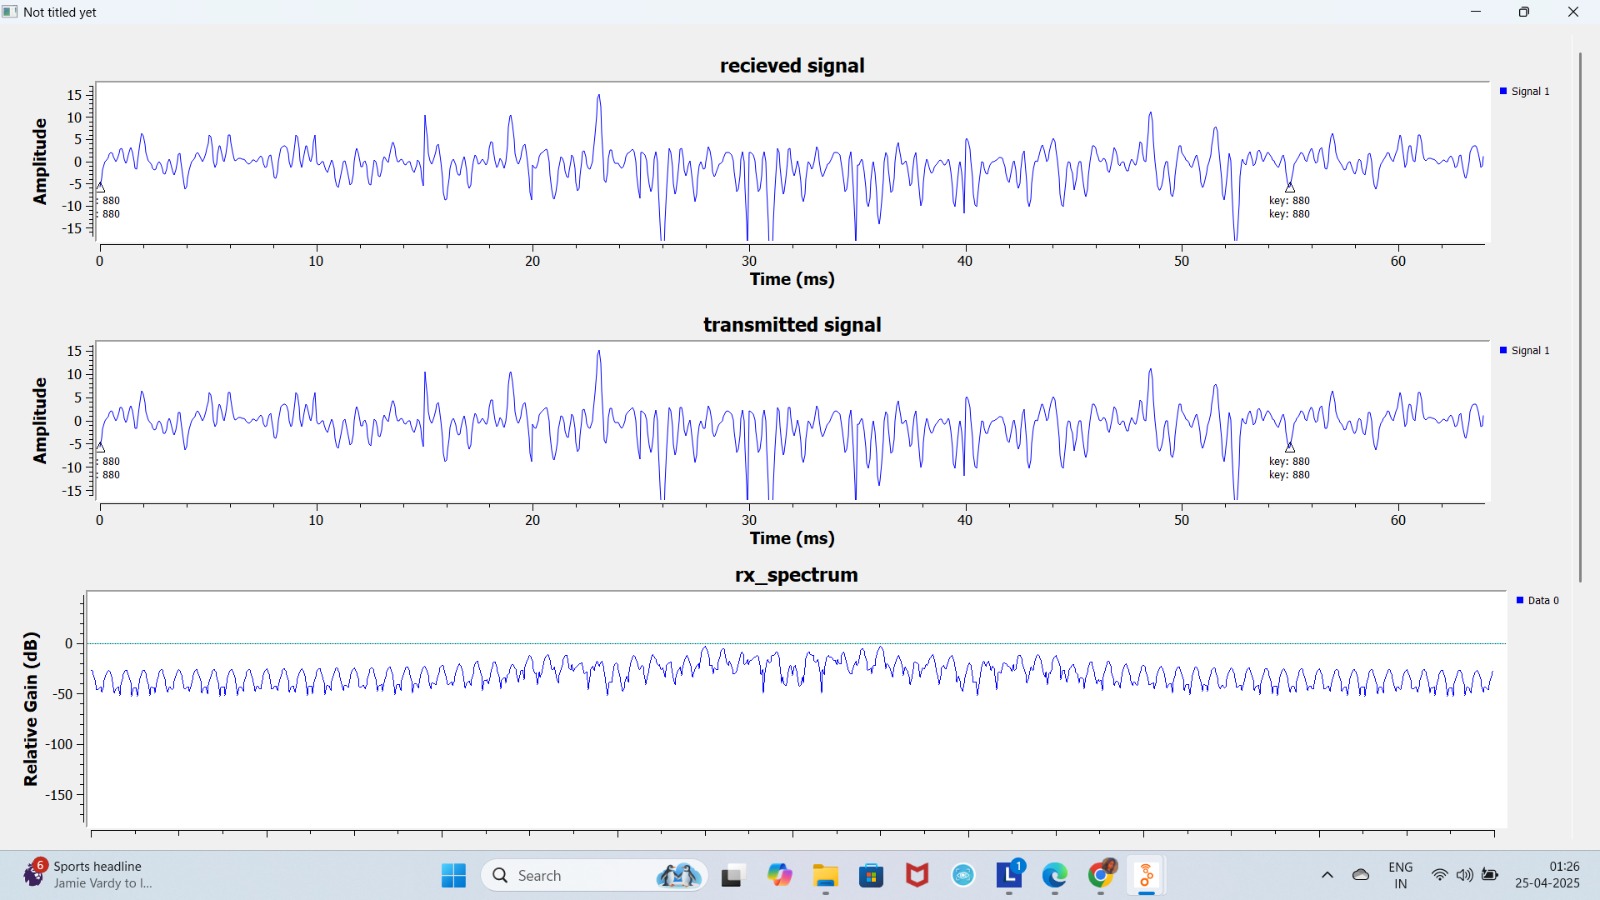 Not titled yet
recieved signal
Amplitude
15
10
5
0
-5
-10
-15
: 880
: 880
key: 880
key: 880
Signal 1
0 10 20 30 40 50 60
Time (ms)
transmitted signal
Amplitude
15
10
5
0
-5
-10
-15
: 880
: 880
key: 880
key: 880
Signal 1
0 10 20 30 40 50 60
Time (ms)
rx_spectrum
Relative Gain (dB)
0
-50
-100
-150
Data 0
6
Sports headline
Jamie Vardy to l...
Search
L
1
ENG
IN
01:26
25-04-2025